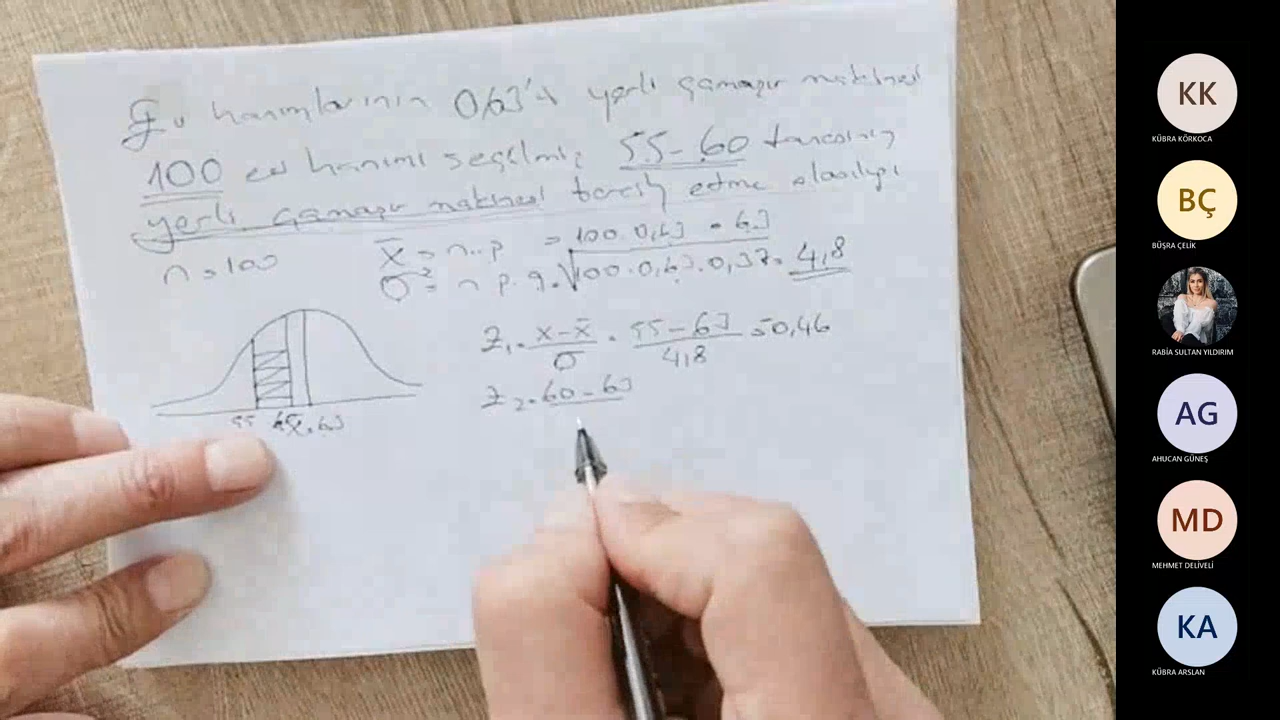 Ev hanımlarının 0,63'ü yerli çamaşır makinesi
100 ev hanımı seçilmiş 55-60 tanesinin
yerli çamaşır makinesi tercih etme olasılığı
n = 100
x̄ = n.p = 100.0,63 = 63
σ² = n.p.q = √100.0,63.0,37 = 4,8
z₁ = x-x̄/σ = 55-63/4,8 = 0,46
z₂ = 60-63
55
x̄=63
KK
KÜBRA KÖRKOCA
BÇ
BÜŞRA ÇELİK
RABİA SULTAN YILDIRIM
AG
AHUCAN GÜNEŞ
MD
MEHMET DELİVELİ
KA
KÜBRA ARSLAN